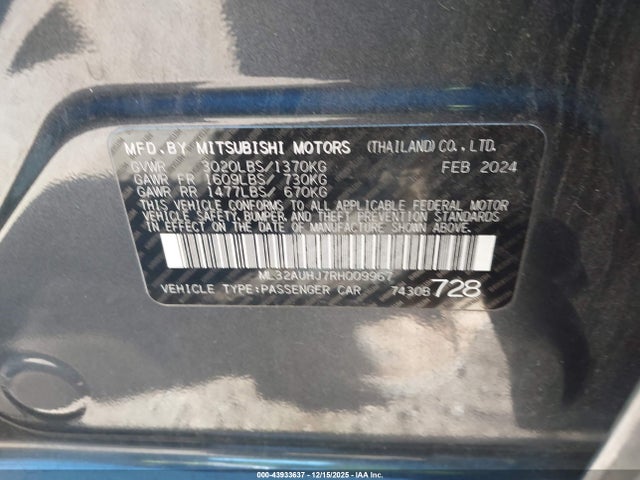 MFD.BY MITSUBISHI MOTORS (THAILAND) CO., LTD.
GVWR 3020LBS/1370KG FEB 2024
GAWR FR 1609LBS/ 730KG
GAWR RR 1477LBS/ 670KG
THIS VEHICLE CONFORMS TO ALL APPLICABLE FEDERAL MOTOR
VEHICLE SAFETY, BUMPER, AND THEFT PREVENTION STANDARDS
IN EFFECT ON THE DATE OF MANUFACTURE SHOWN ABOVE.
ML32AUHJ7RH009967
VEHICLE TYPE:PASSENGER CAR 7430B728
000-43933637 - 12/15/2025 - IAA Inc.